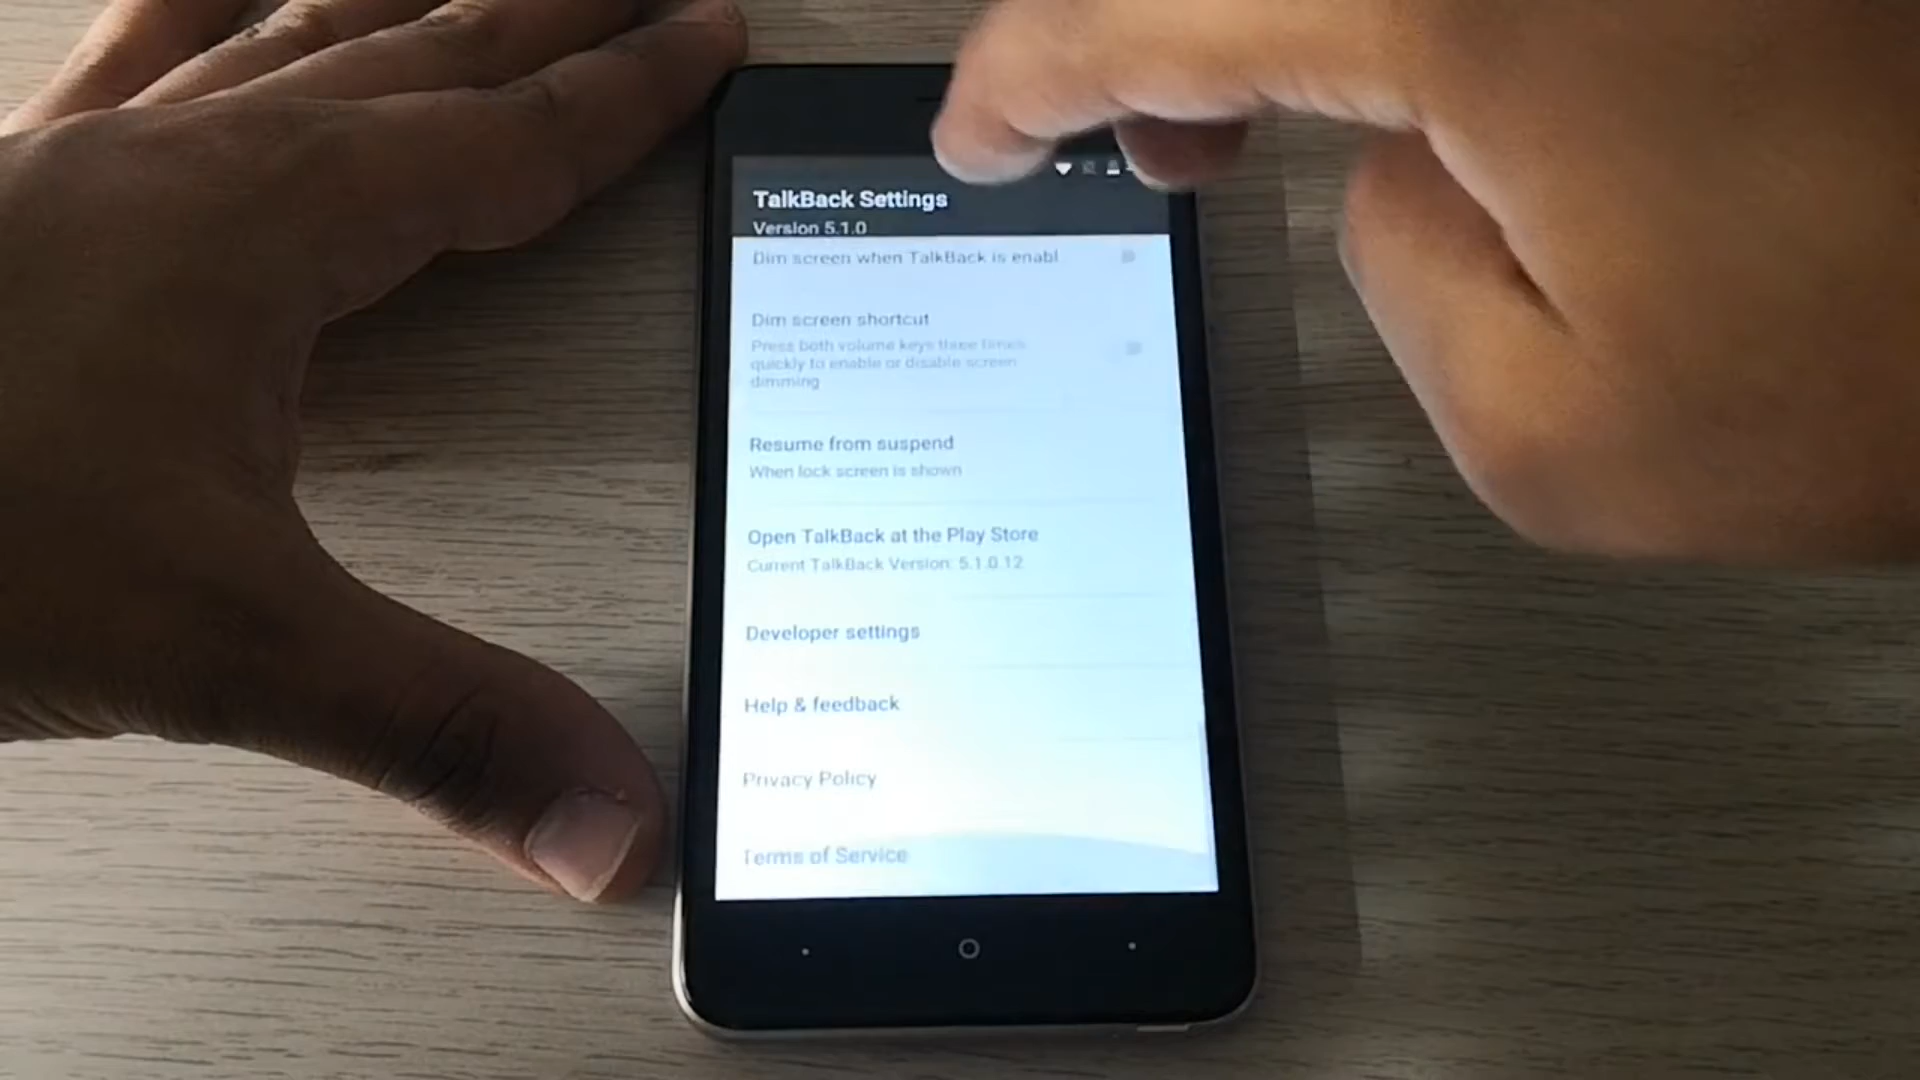 TalkBack Settings
Version 5.1.0
Dim screen when TalkBack is enabl
Dim screen shortcut
Press both volume keys three times
quickly to enable or disable screen
dimming
Resume from suspend
When lock screen is shown
Open TalkBack at the Play Store
Current TalkBack Version: 5.1.0.12
Developer settings
Help & feedback
Privacy Policy
Terms of Service